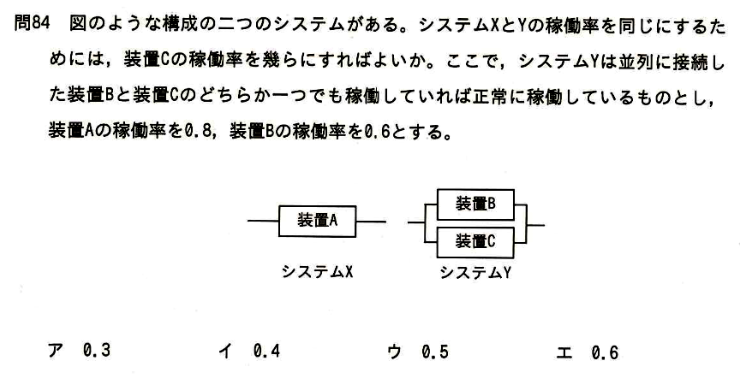 問84 図のような構成の二つのシステムがある。システムXとYの稼働率を同じにするた
めには，装置Cの稼働率を幾らにすればよいか。ここで，システムYは並列に接続し
た装置Bと装置Cのどちらか一つでも稼働していれば正常に稼働しているものとし，
装置Aの稼働率を0.8，装置Bの稼働率を0.6とする。
装置A
装置B
装置C
システムX システムY
ア 0.3 イ 0.4 ウ 0.5 エ 0.6